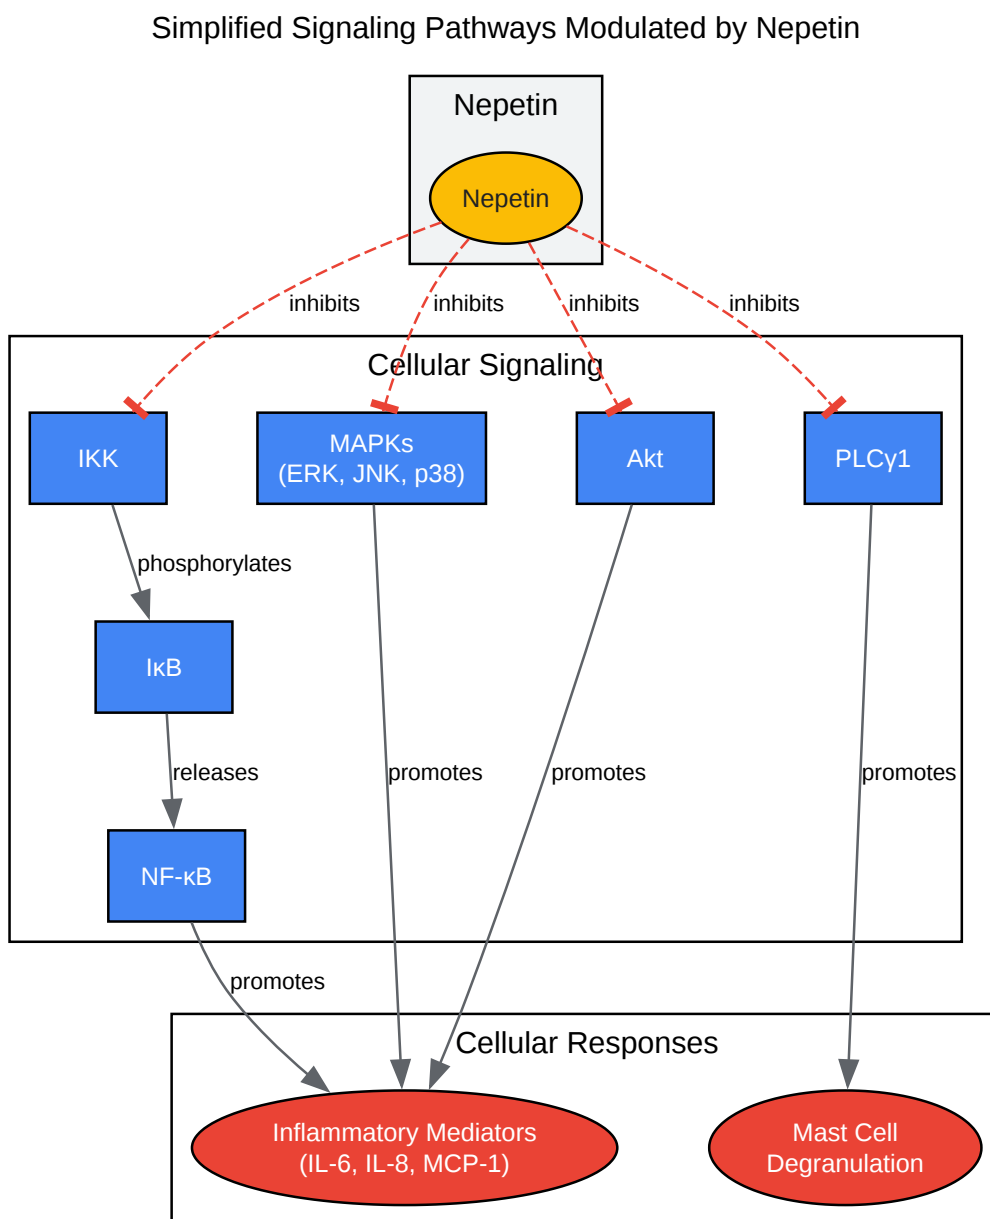 Simplified Signaling Pathways Modulated by Nepetin
Nepetin
Nepetin
inhibits
inhibits
inhibits
inhibits
Cellular Signaling
IKK
MAPKs
(ERK, JNK, p38)
Akt
PLCγ1
phosphorylates
IκB
releases
promotes
promotes
promotes
NF-κB
promotes
Cellular Responses
Inflammatory Mediators
(IL-6, IL-8, MCP-1)
Mast Cell
Degranulation